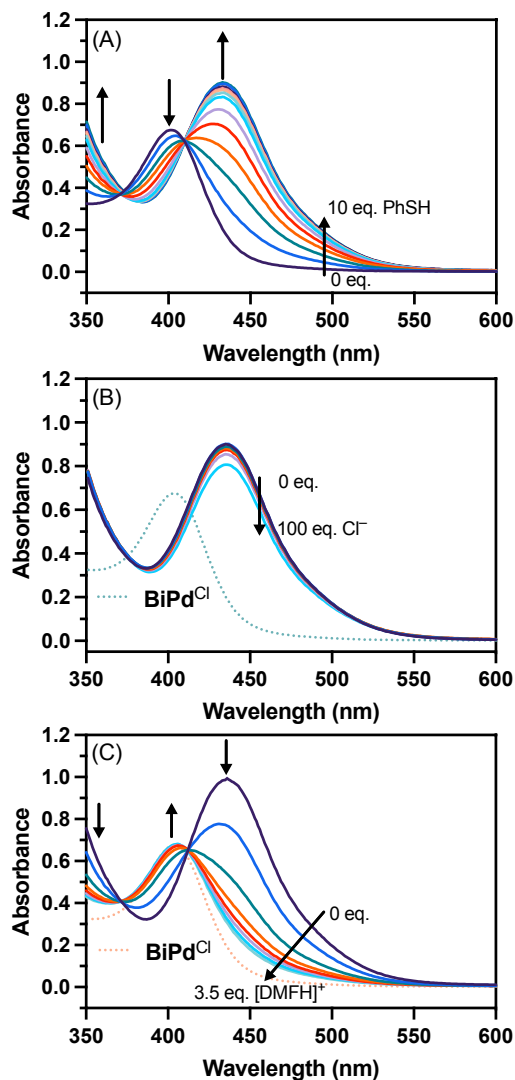 (A)
1.2
1.0
0.8
0.6
0.4
0.2
0.0
Absorbance
10 eq. PhSH
0 eq.
350 400 450 500 550 600
Wavelength (nm)
(B)
1.2
1.0
0.8
0.6
0.4
0.2
0.0
Absorbance
0 eq.
100 eq. Cl⁻
BiPdᶜˡ
350 400 450 500 550 600
Wavelength (nm)
(C)
1.2
1.0
0.8
0.6
0.4
0.2
0.0
Absorbance
0 eq.
BiPdᶜˡ
3.5 eq. [DMFH]⁺
350 400 450 500 550 600
Wavelength (nm)